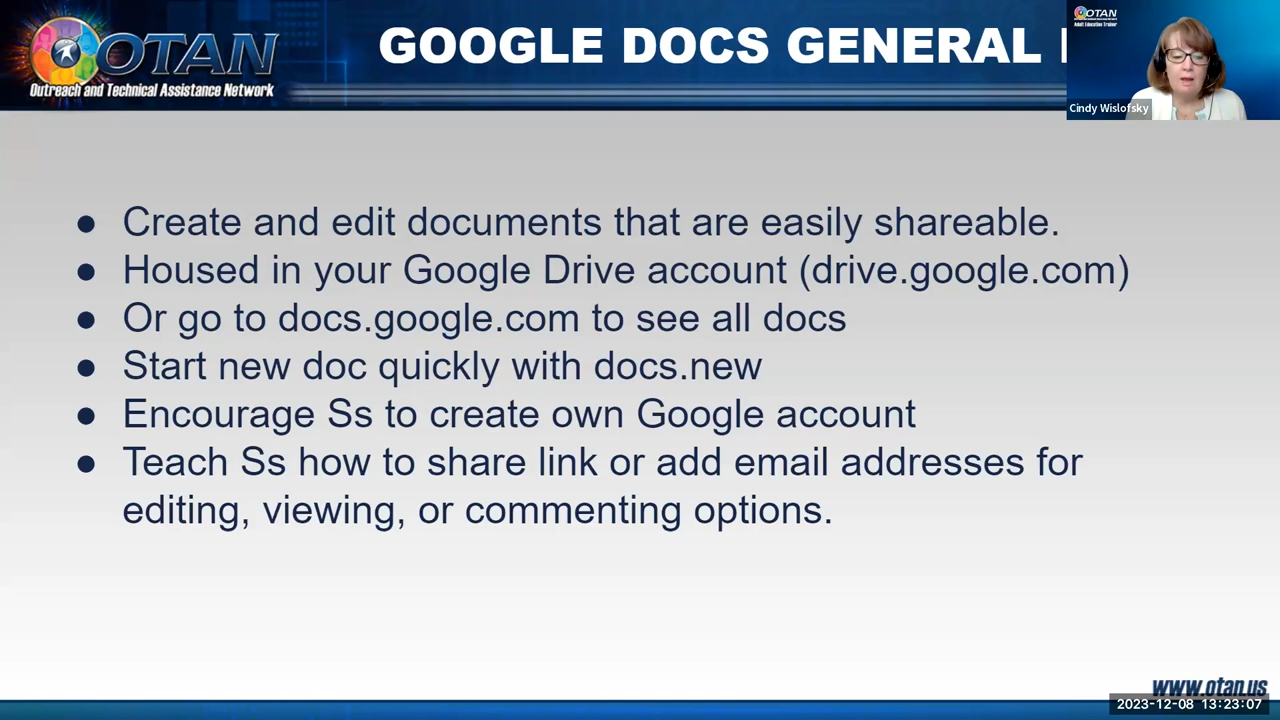 OTAN
Outreach and Technical Assistance Network
GOOGLE DOCS GENERAL
OTAN
Adult Education Trainer
Cindy Wislofsky
● Create and edit documents that are easily shareable.
● Housed in your Google Drive account (drive.google.com)
● Or go to docs.google.com to see all docs
● Start new doc quickly with docs.new
● Encourage Ss to create own Google account
● Teach Ss how to share link or add email addresses for
editing, viewing, or commenting options.
www.otan.us
2023-12-08 13:23:07